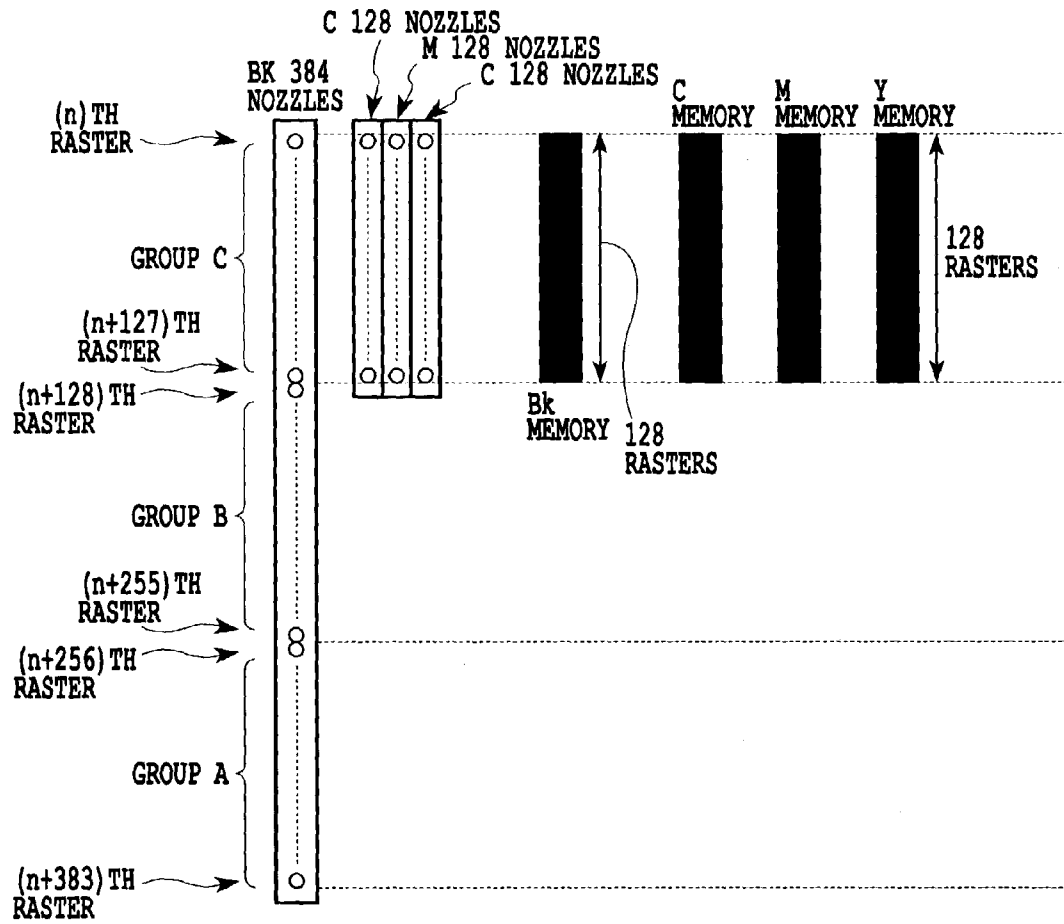 C 128 NOZZLES
M 128 NOZZLES
C 128 NOZZLES
BK 384
NOZZLES
(n)TH
RASTER
C
MEMORY
M
MEMORY
Y
MEMORY
GROUP C
128
RASTERS
(n+127)TH
RASTER
(n+128)TH
RASTER
Bk
MEMORY
128
RASTERS
GROUP B
(n+255)TH
RASTER
(n+256)TH
RASTER
GROUP A
(n+383)TH
RASTER